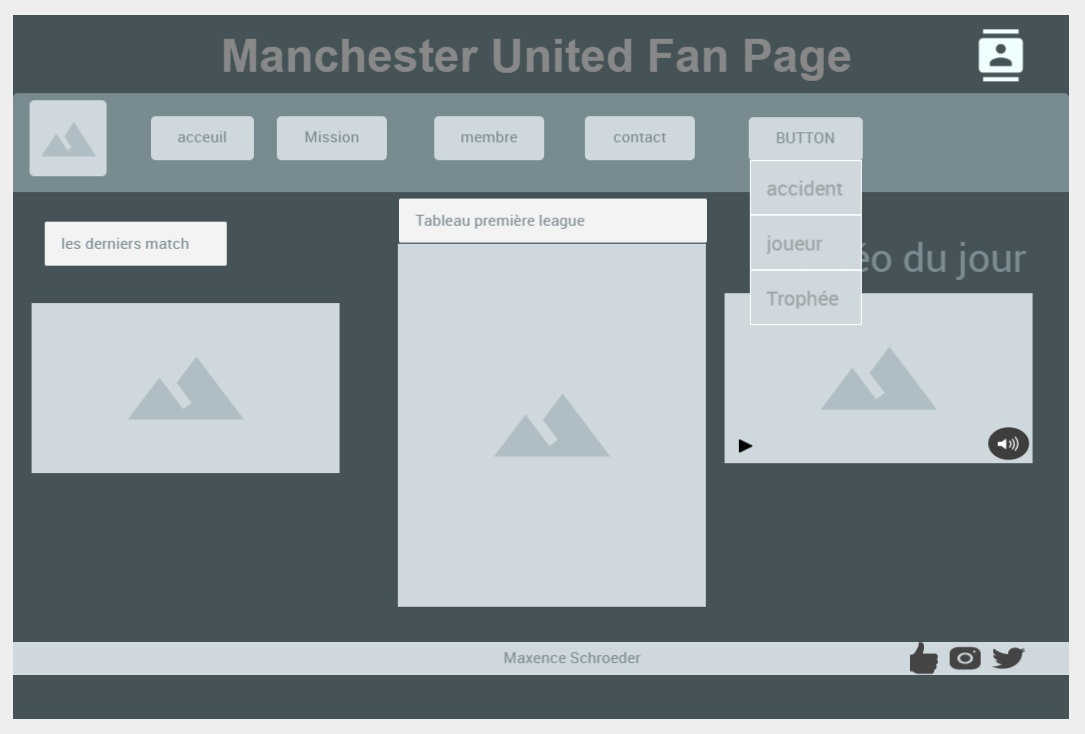 Manchester United Fan Page
acceuil
Mission
membre
contact
BUTTON
accident
joueur
Trophée
les derniers match
Tableau première league
éo du jour
Maxence Schroeder